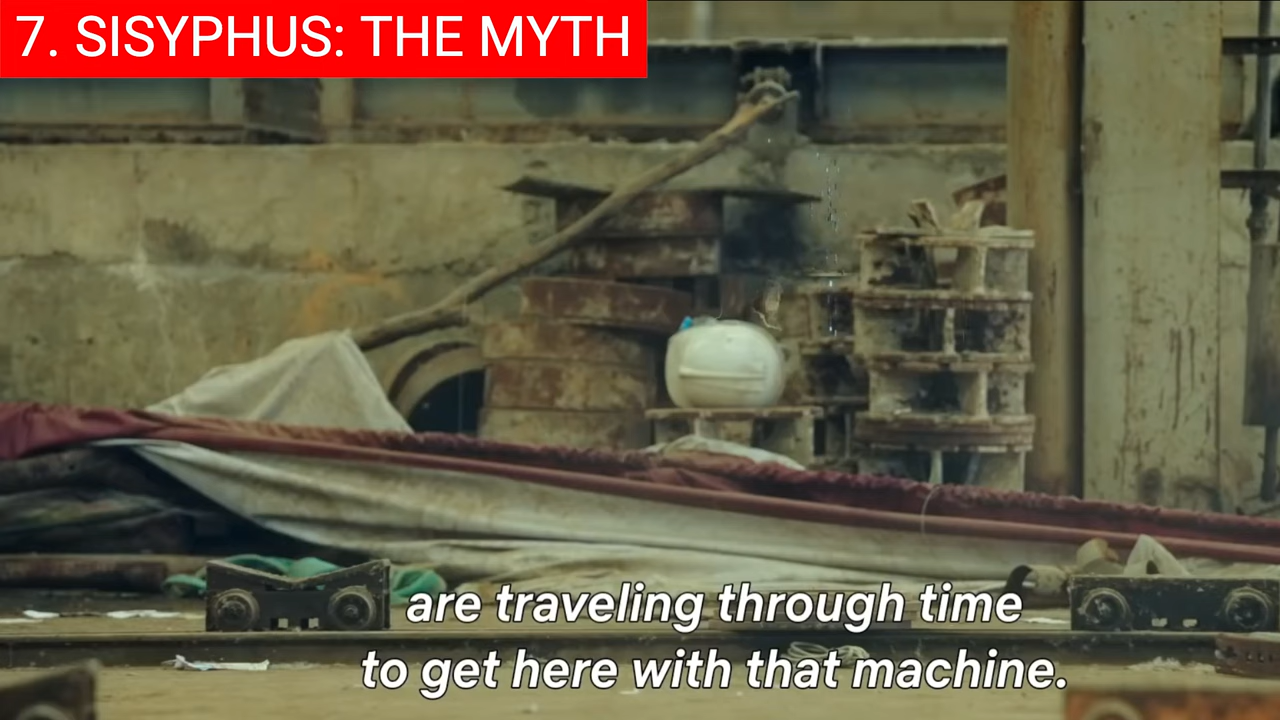 7. SISYPHUS: THE MYTH
are traveling through time
to get here with that machine.